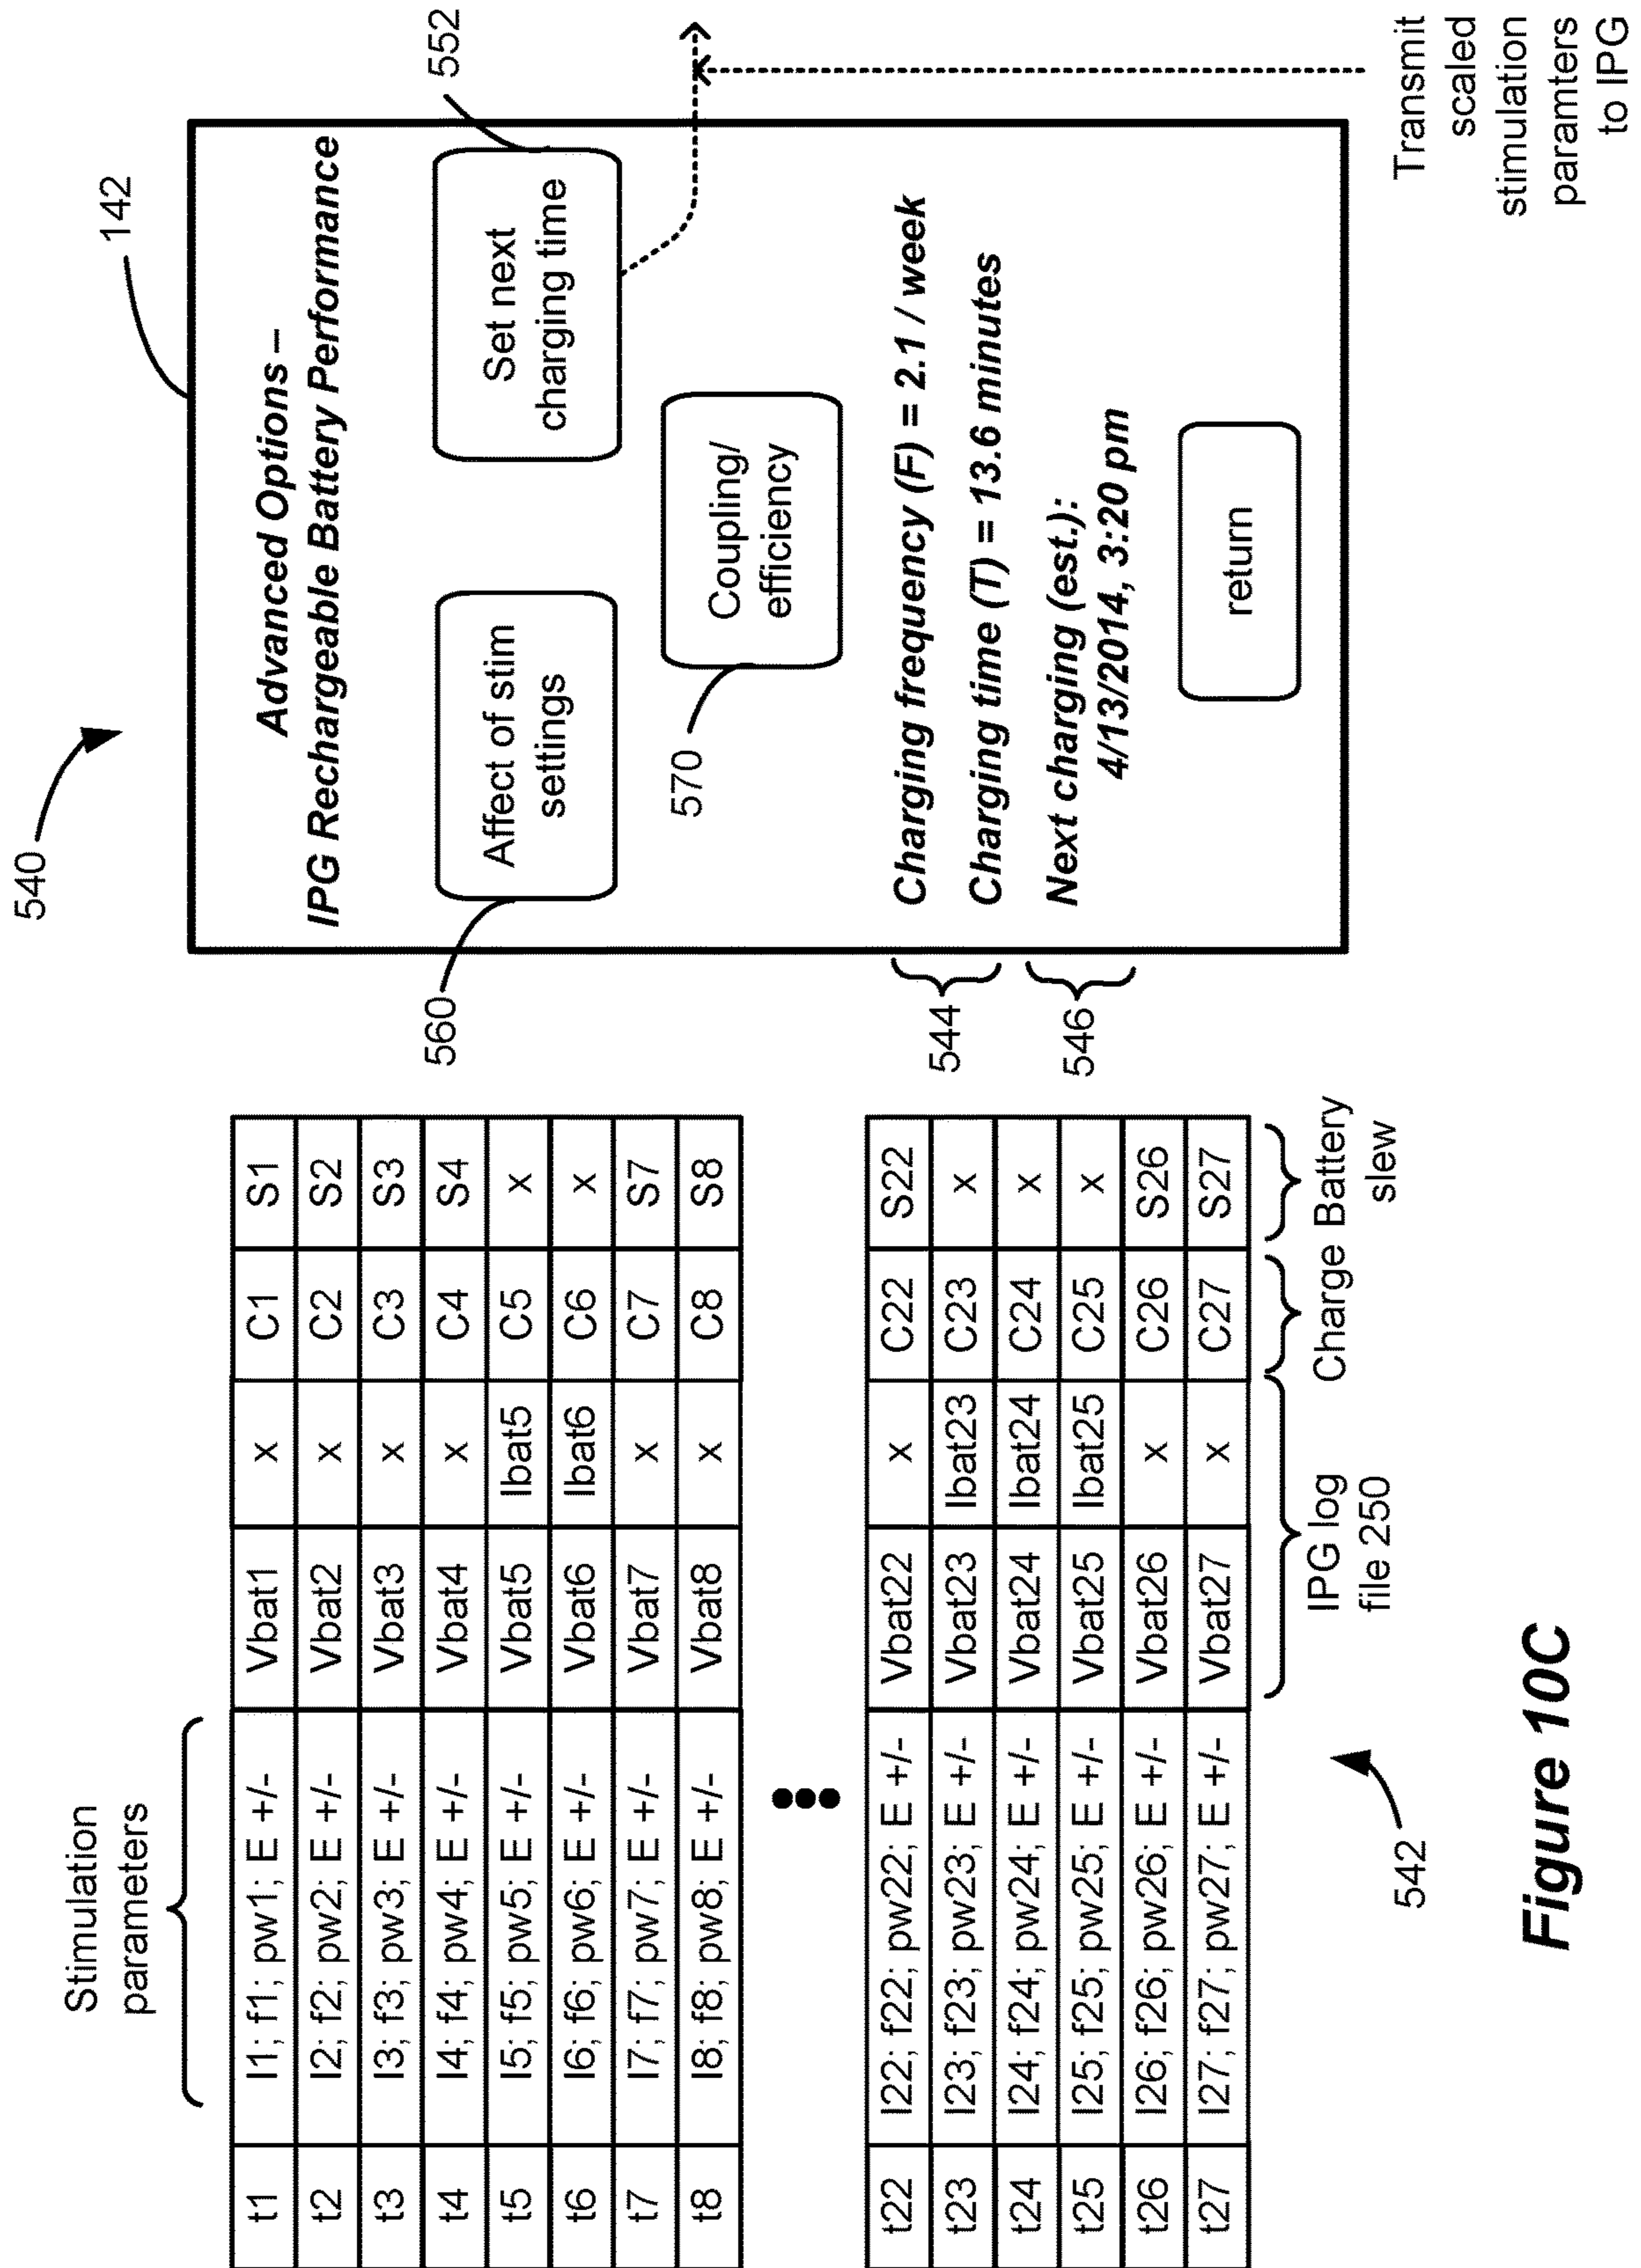 Stimulation
parameters
t1 I1; f1; pw1; E +/- Vbat1 x C1 S1
t2 I2; f2; pw2; E +/- Vbat2 x C2 S2
t3 I3; f3; pw3; E +/- Vbat3 x C3 S3
t4 I4; f4; pw4; E +/- Vbat4 x C4 S4
t5 I5; f5; pw5; E +/- Vbat5 Ibat5 C5 x
t6 I6; f6; pw6; E +/- Vbat6 Ibat6 C6 x
t7 I7; f7; pw7; E +/- Vbat7 x C7 S7
t8 I8; f8; pw8; E +/- Vbat8 x C8 S8
t22 I22; f22; pw22; E +/- Vbat22 x C22 S22
t23 I23; f23; pw23; E +/- Vbat23 Ibat23 C23 x
t24 I24; f24; pw24; E +/- Vbat24 Ibat24 C24 x
t25 I25; f25; pw25; E +/- Vbat25 Ibat25 C25 x
t26 I26; f26; pw26; E +/- Vbat26 x C26 S26
t27 I27; f27; pw27; E +/- Vbat27 x C27 S27
IPG log
file 250
Charge
Battery
slew
542
540
142
Advanced Options –
IPG Rechargeable Battery Performance
560
Affect of stim
settings
552
Set next
charging time
570
Coupling/
efficiency
544
Charging frequency (F) = 2.1 / week
Charging time (T) = 13.6 minutes
546
Next charging (est.):
4/13/2014, 3:20 pm
return
Transmit
scaled
stimulation
paramters
to IPG
Figure 10C